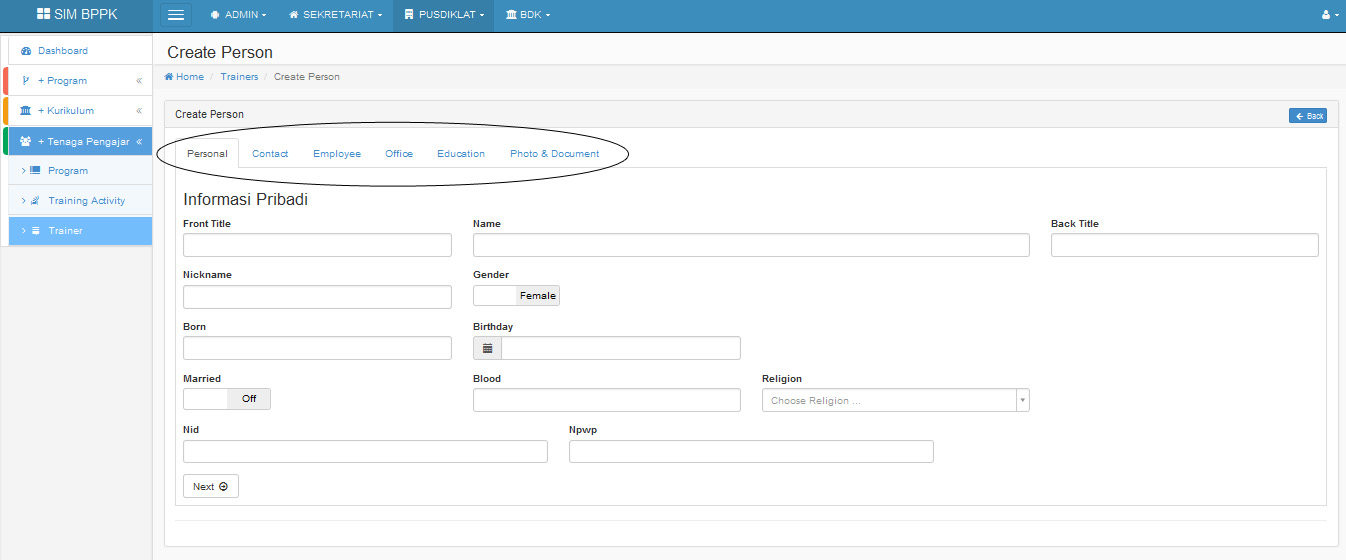 SIM BPPK
ADMIN SEKRETARIAT PUSDIKLAT BDK
Dashboard
+ Program «
+ Kurikulum «
+ Tenaga Pengajar «
> Program
> Training Activity
> Trainer
Create Person
Home / Trainers / Create Person
Create Person
Back
Personal Contact Employee Office Education Photo & Document
Informasi Pribadi
Front Title Name Back Title
Nickname Gender
Female
Born Birthday
Married Blood Religion
Off Choose Religion ...
Nid Npwp
Next